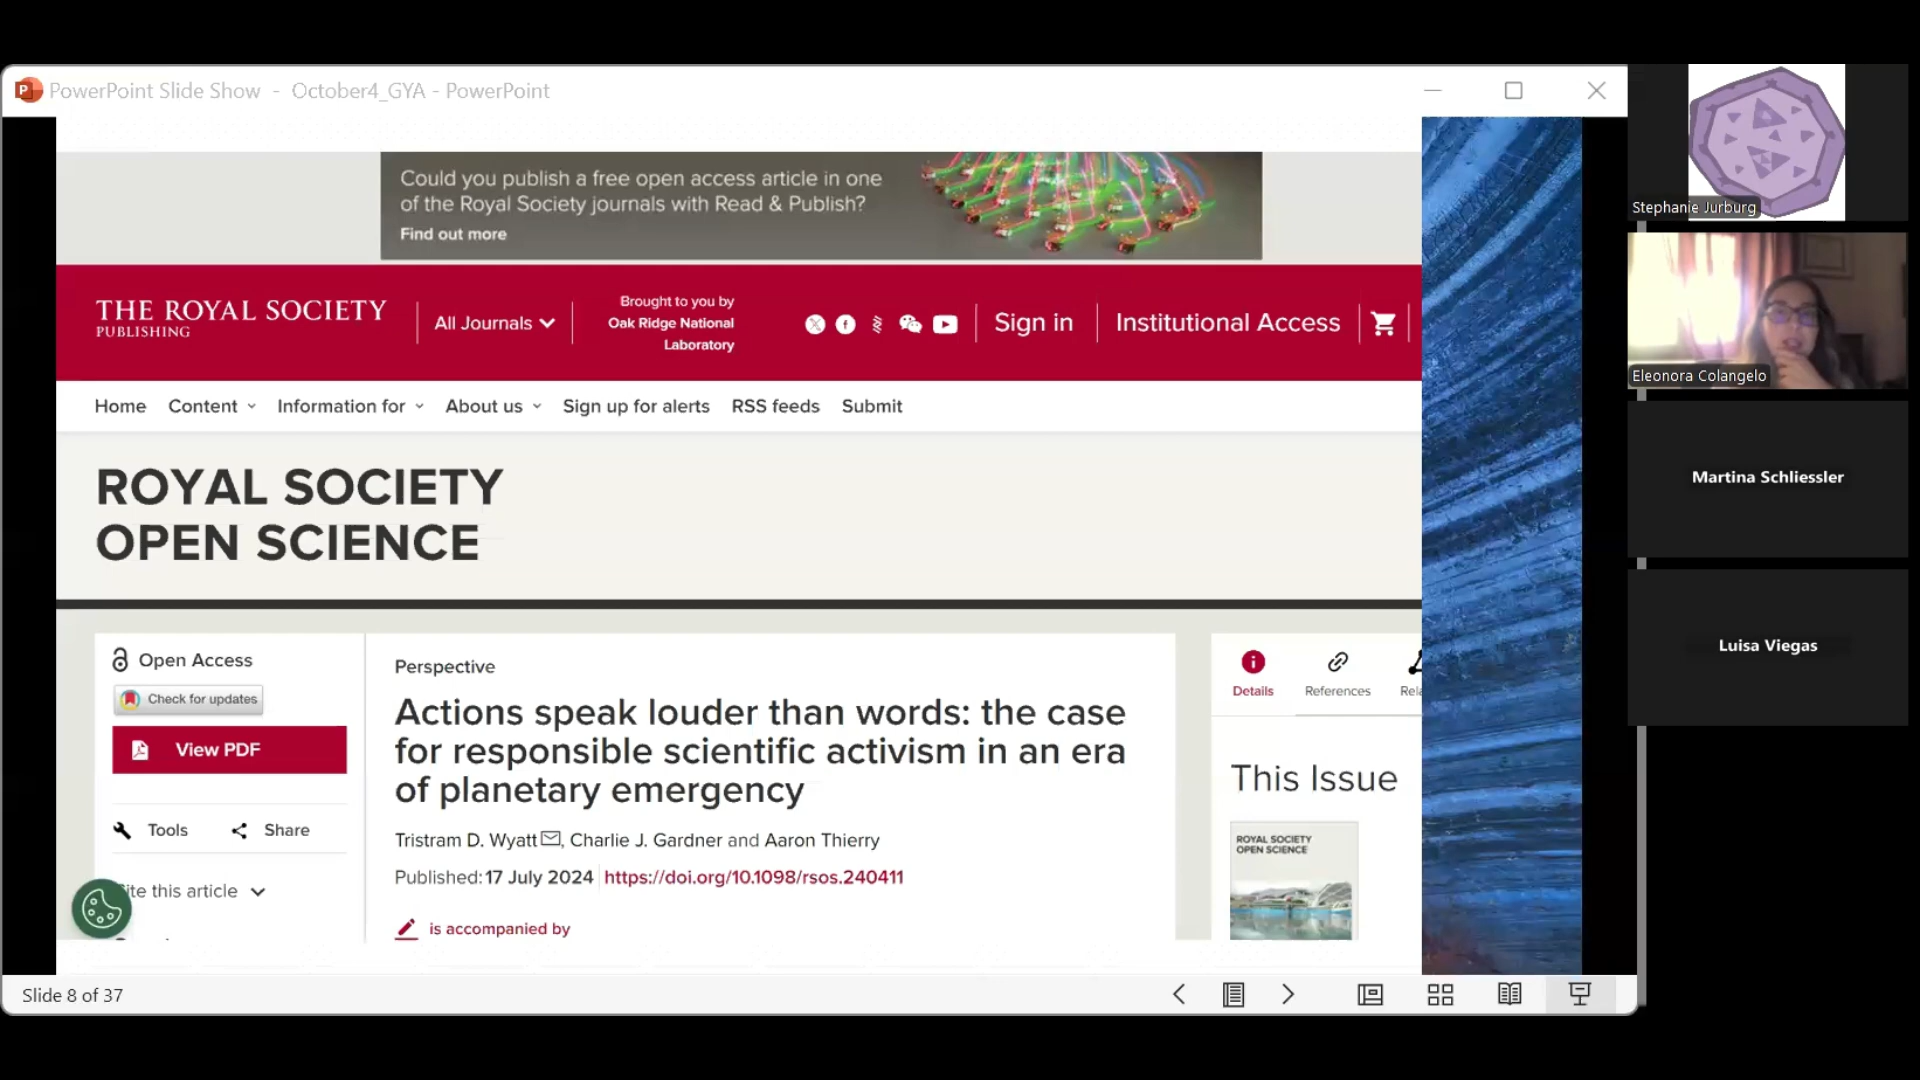 PowerPoint Slide Show - October4_GYA - PowerPoint
Could you publish a free open access article in one
of the Royal Society journals with Read & Publish?
Find out more
THE ROYAL SOCIETY
PUBLISHING
All Journals
Brought to you by
Oak Ridge National
Laboratory
Sign in
Institutional Access
Home Content Information for About us Sign up for alerts RSS feeds Submit
ROYAL SOCIETY
OPEN SCIENCE
Open Access
Check for updates
View PDF
Tools Share
ite this article
Perspective
Actions speak louder than words: the case
for responsible scientific activism in an era
of planetary emergency
Tristram D. Wyatt, Charlie J. Gardner and Aaron Thierry
Published: 17 July 2024 https://doi.org/10.1098/rsos.240411
is accompanied by
Details References Rela
This Issue
ROYAL SOCIETY
OPEN SCIENCE
Slide 8 of 37
Stephanie Jurburg
Eleonora Colangelo
Martina Schliessler
Luisa Viegas